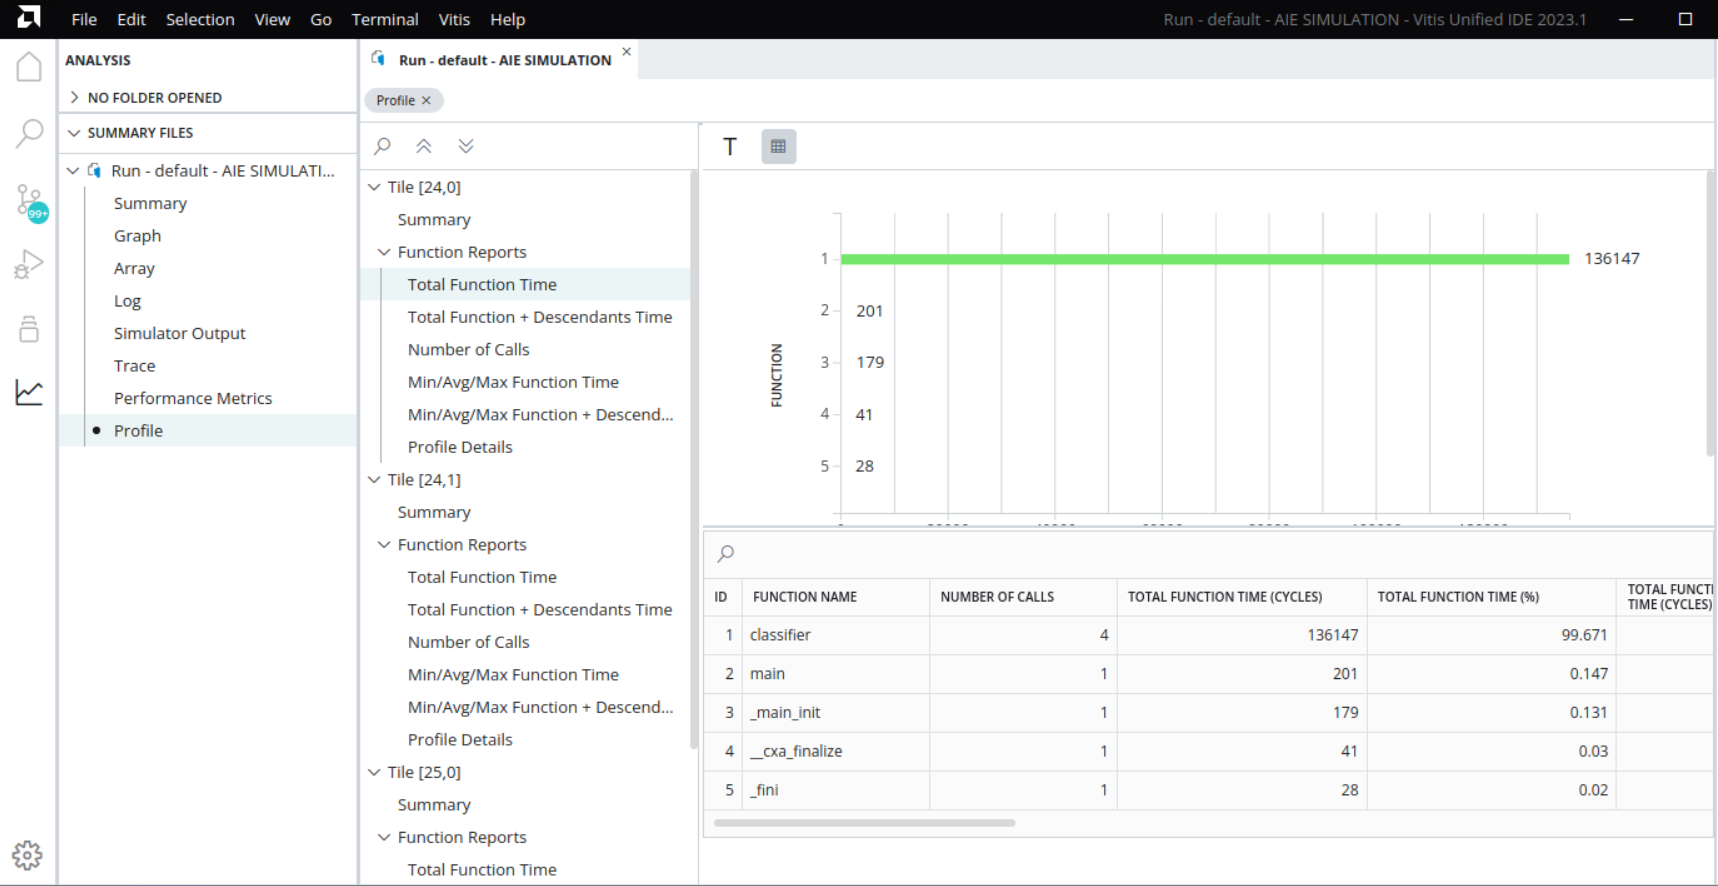 File Edit Selection View Go Terminal Vitis Help
Run - default - AIE SIMULATION - Vitis Unified IDE 2023.1
ANALYSIS
NO FOLDER OPENED
SUMMARY FILES
Run - default - AIE SIMULATI...
Summary
Graph
Array
Log
Simulator Output
Trace
Performance Metrics
Profile
99+
Run - default - AIE SIMULATION
Profile
Tile [24,0]
Summary
Function Reports
Total Function Time
Total Function + Descendants Time
Number of Calls
Min/Avg/Max Function Time
Min/Avg/Max Function + Descend...
Profile Details
Tile [24,1]
Summary
Function Reports
Total Function Time
Total Function + Descendants Time
Number of Calls
Min/Avg/Max Function Time
Min/Avg/Max Function + Descend...
Profile Details
Tile [25,0]
Summary
Function Reports
Total Function Time
T
FUNCTION
1 136147
2 201
3 179
4 41
5 28
ID FUNCTION NAME NUMBER OF CALLS TOTAL FUNCTION TIME (CYCLES) TOTAL FUNCTION TIME (%) TOTAL FUNCTI
TIME (CYCLES)
1 classifier 4 136147 99.671
2 main 1 201 0.147
3 _main_init 1 179 0.131
4 __cxa_finalize 1 41 0.03
5 _fini 1 28 0.02